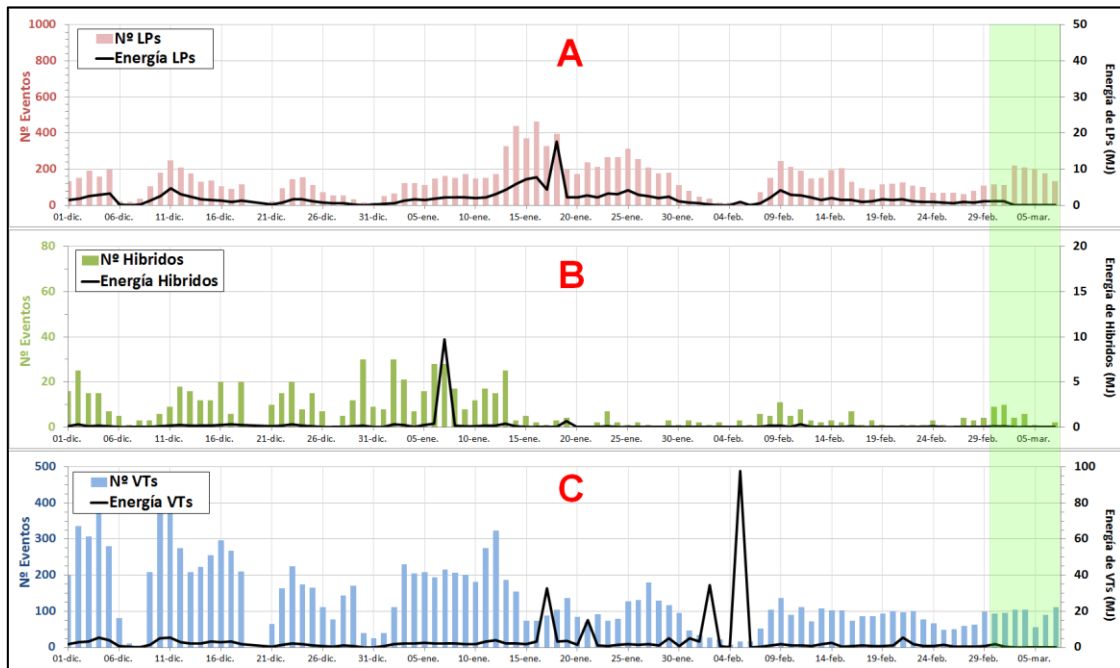 A
Nº LPs
Energía LPs
Nº Eventos
1000
800
600
400
200
0
50
40
30
20
10
0
Energía de LPs (MJ)
01-dic. 06-dic. 11-dic. 16-dic. 21-dic. 26-dic. 31-dic. 05-ene. 10-ene. 15-ene. 20-ene. 25-ene. 30-ene. 04-feb. 09-feb. 14-feb. 19-feb. 24-feb. 29-feb. 05-mar.
B
Nº Hibridos
Energía Hibridos
Nº Eventos
80
60
40
20
0
20
15
10
5
0
Energía de Hibridos (MJ)
01-dic. 06-dic. 11-dic. 16-dic. 21-dic. 26-dic. 31-dic. 05-ene. 10-ene. 15-ene. 20-ene. 25-ene. 30-ene. 04-feb. 09-feb. 14-feb. 19-feb. 24-feb. 29-feb. 05-mar.
C
Nº VTs
Energía VTs
Nº Eventos
500
400
300
200
100
0
100
80
60
40
20
0
Energía de VTs (MJ)
01-dic. 06-dic. 11-dic. 16-dic. 21-dic. 26-dic. 31-dic. 05-ene. 10-ene. 15-ene. 20-ene. 25-ene. 30-ene. 04-feb. 09-feb. 14-feb. 19-feb. 24-feb. 29-feb. 05-mar.